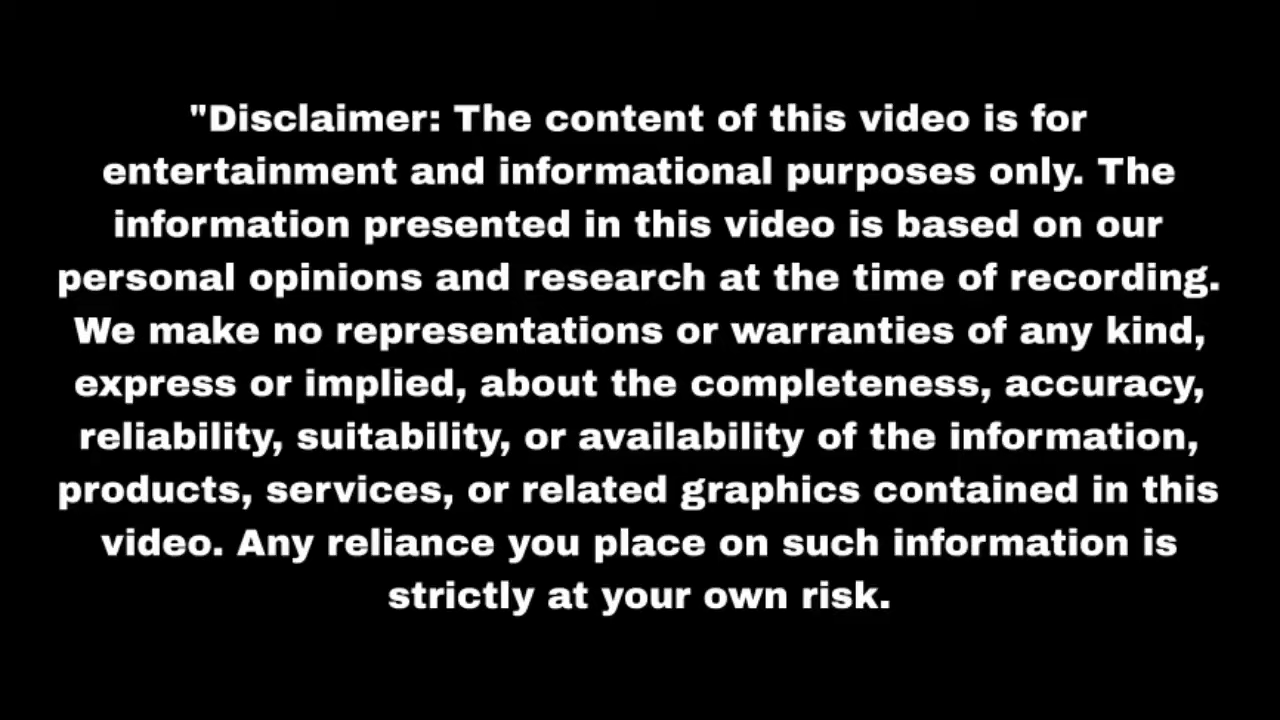 "Disclaimer: The content of this video is for
entertainment and informational purposes only. The
information presented in this video is based on our
personal opinions and research at the time of recording.
We make no representations or warranties of any kind,
express or implied, about the completeness, accuracy,
reliability, suitability, or availability of the information,
products, services, or related graphics contained in this
video. Any reliance you place on such information is
strictly at your own risk.